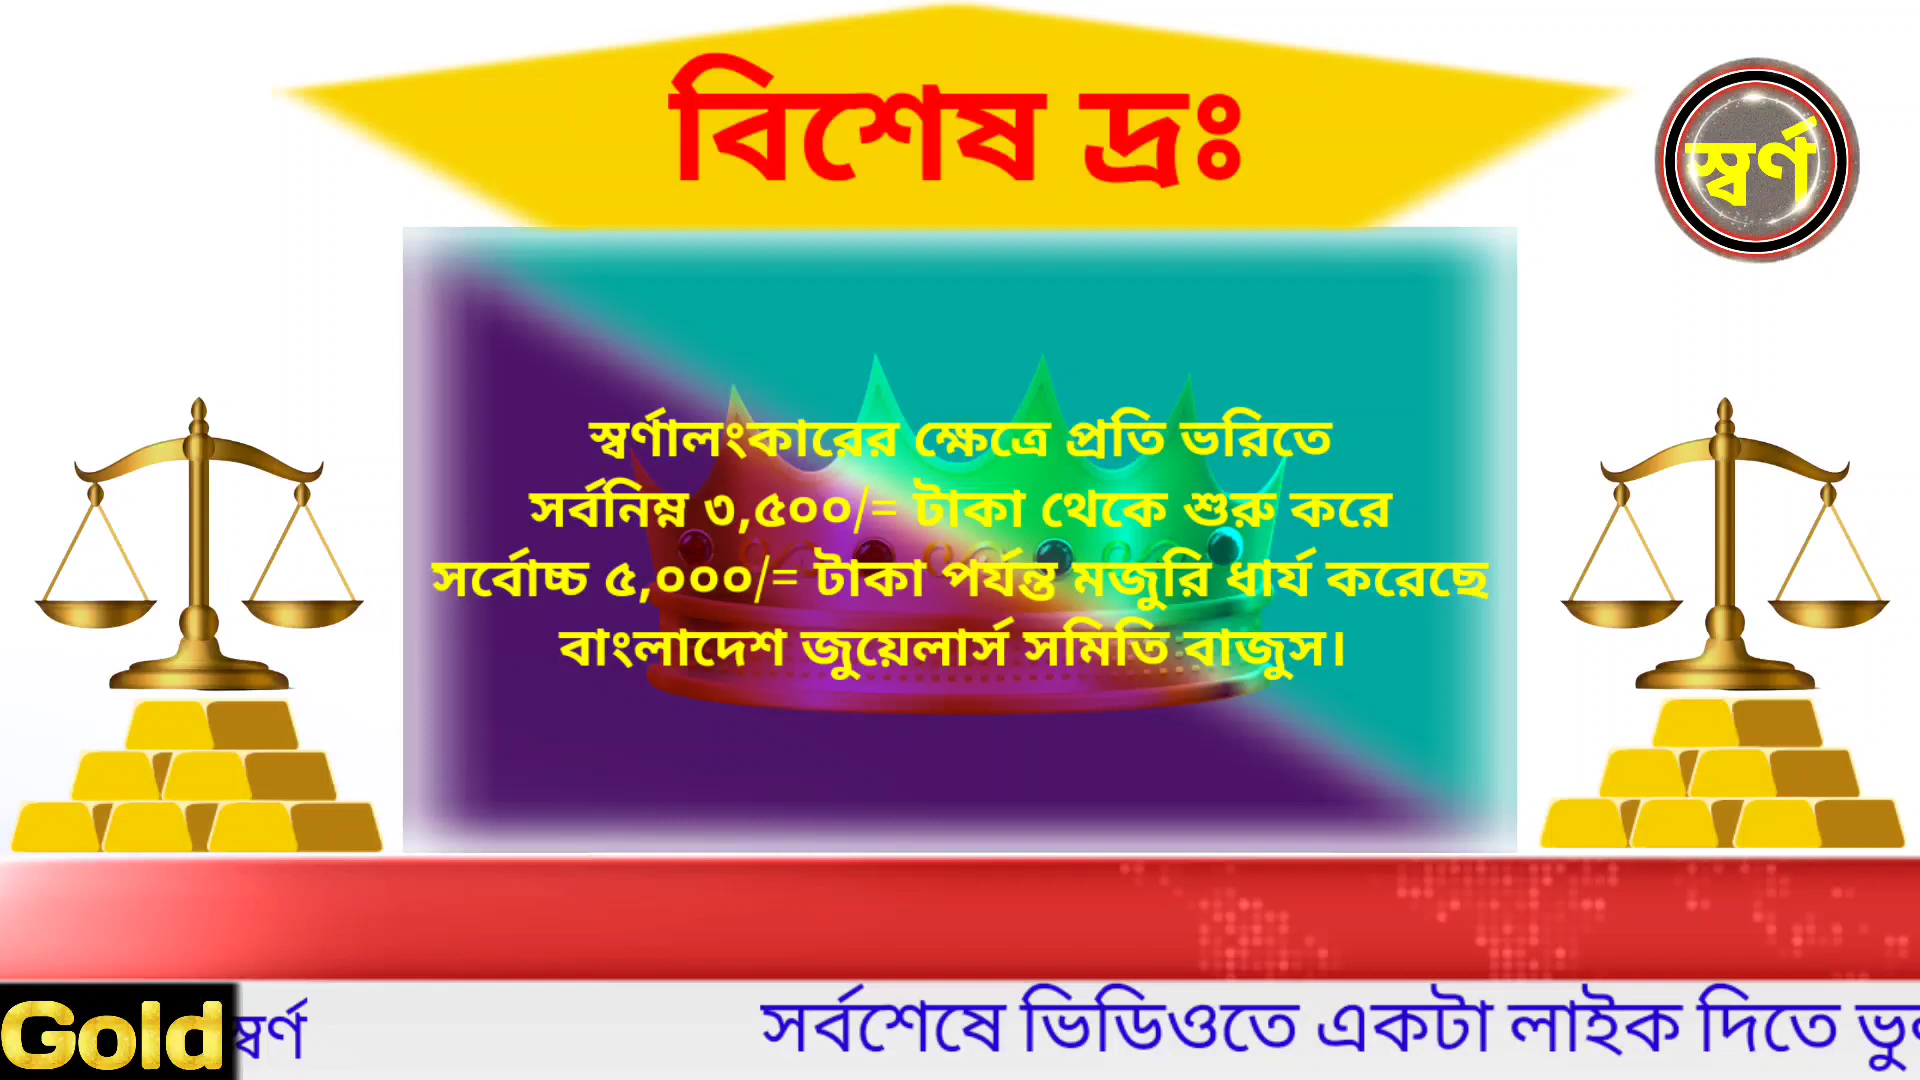 বিশেষ দ্রঃ
স্বর্ণ
স্বর্ণালংকারের ক্ষেত্রে প্রতি ভরিতে
সর্বনিম্ন ৩,৫০০/= টাকা থেকে শুরু করে
সর্বোচ্চ ৫,০০০/= টাকা পর্যন্ত মজুরি ধার্য করেছে
বাংলাদেশ জুয়েলার্স সমিতি বাজুস।
Gold স্বর্ণ সর্বশেষে ভিডিওতে একটা লাইক দিতে